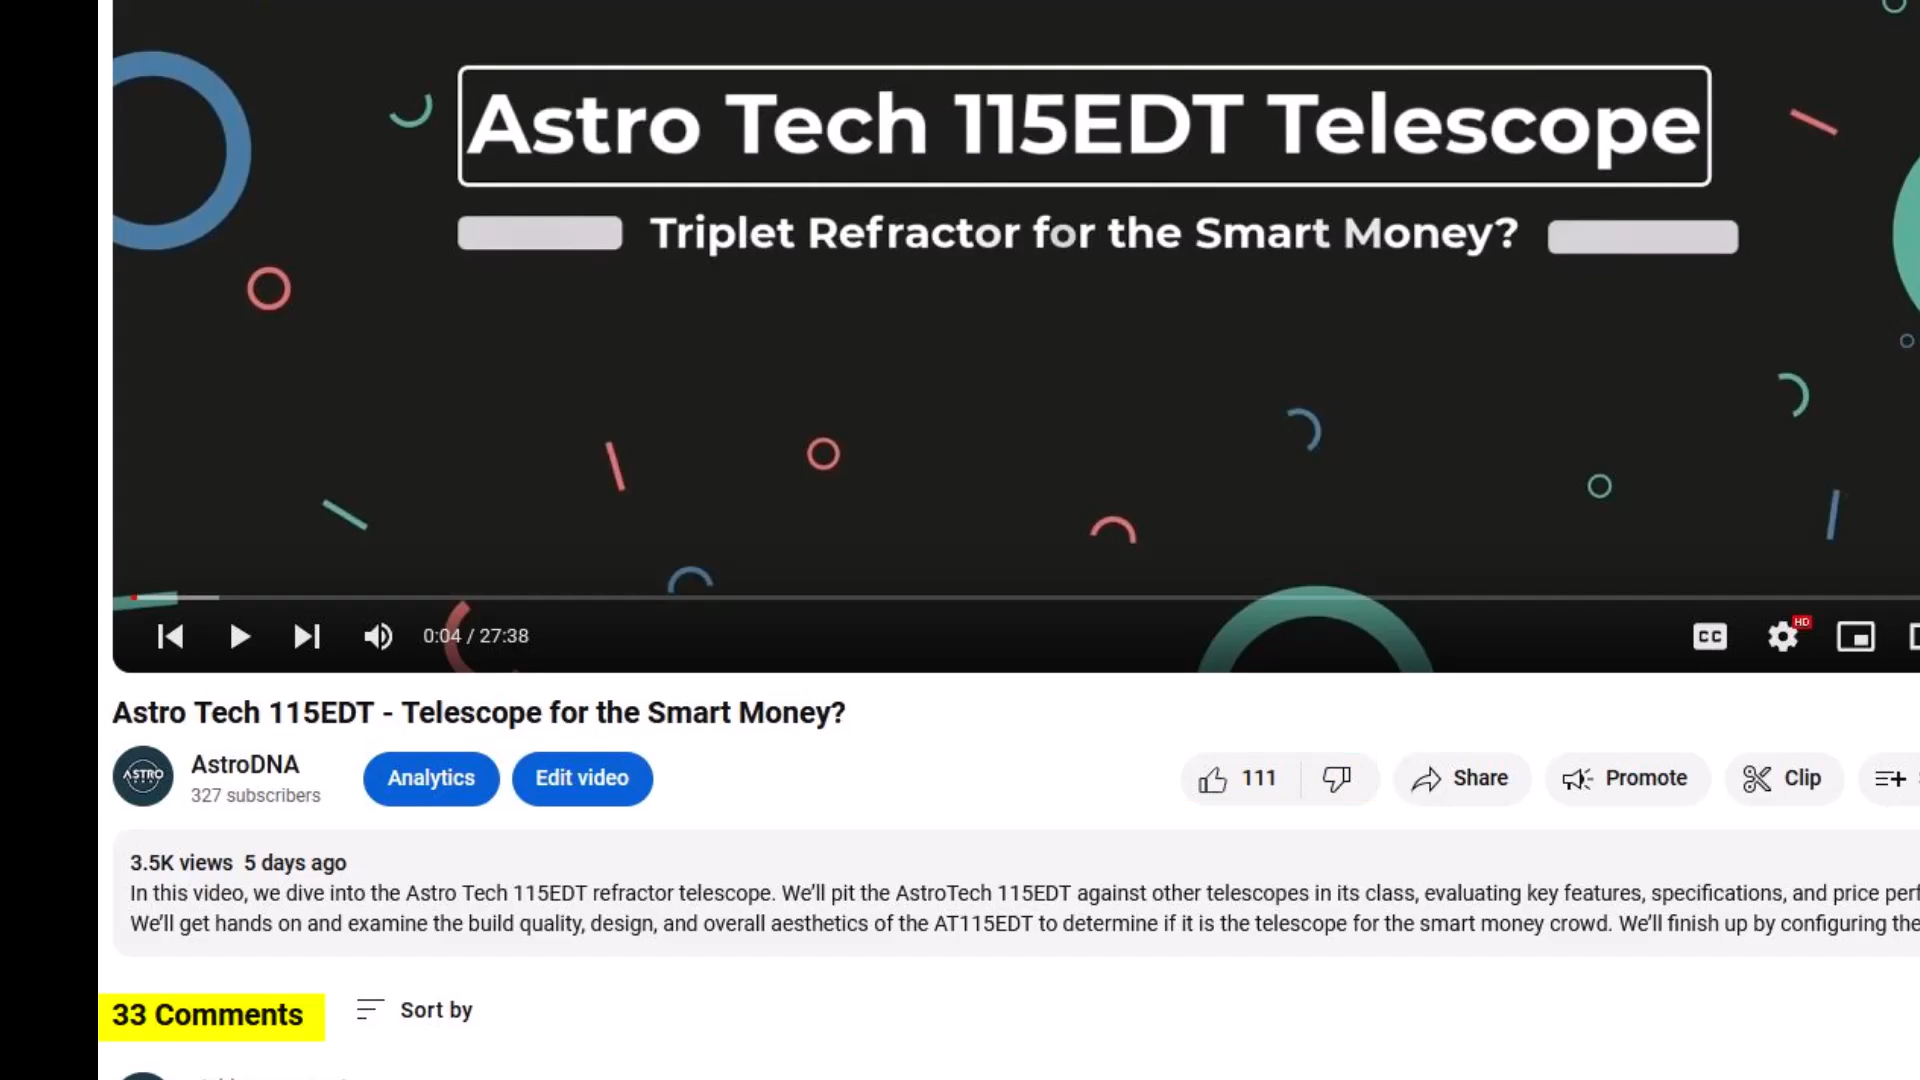 Astro Tech 115EDT Telescope
Triplet Refractor for the Smart Money?
0:04 / 27:38
CC
HD
Astro Tech 115EDT - Telescope for the Smart Money?
ASTRO
AstroDNA
327 subscribers
Analytics
Edit video
111
Share
Promote
Clip
3.5K views 5 days ago
In this video, we dive into the Astro Tech 115EDT refractor telescope. We’ll pit the AstroTech 115EDT against other telescopes in its class, evaluating key features, specifications, and price
We’ll get hands on and examine the build quality, design, and overall aesthetics of the AT115EDT to determine if it is the telescope for the smart money crowd. We’ll finish up by configuring the
33 Comments
Sort by